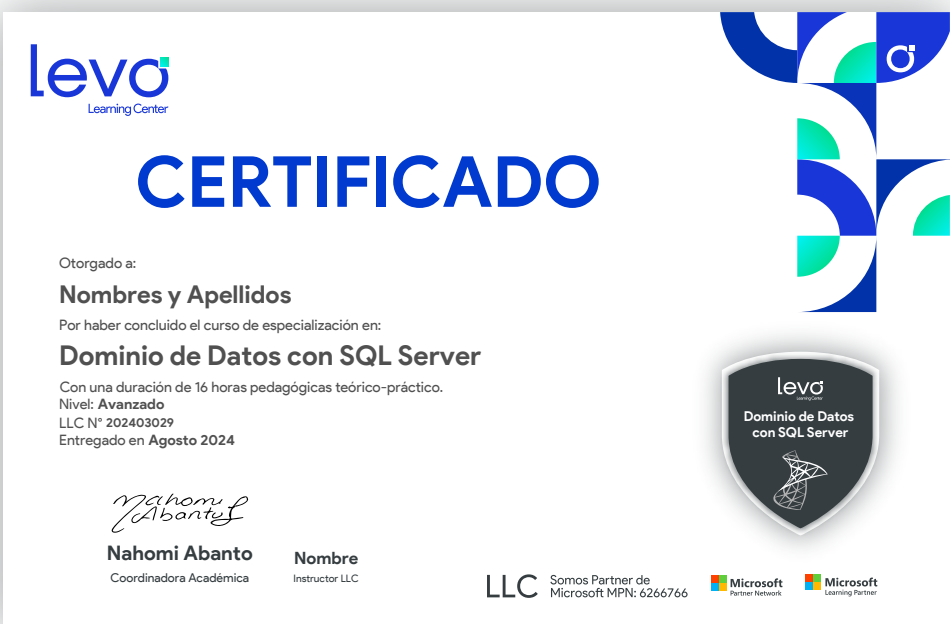 levo
Learning Center
CERTIFICADO
Otorgado a:
Nombres y Apellidos
Por haber concluido el curso de especialización en:
Dominio de Datos con SQL Server
Con una duración de 16 horas pedagógicas teórico-práctico.
Nivel: Avanzado
LLC N° 202403029
Entregado en Agosto 2024
levo
Learning Center
Dominio de Datos
con SQL Server
Nahomi Abanto
Nahomi Abanto
Coordinadora Académica
Nombre
Instructor LLC
LLC
Somos Partner de
Microsoft MPN: 6266766
Microsoft
Partner Network
Microsoft
Learning Partner